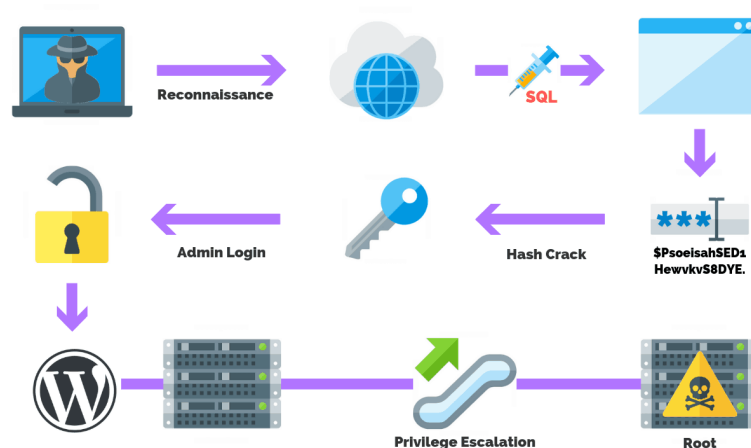 Reconnaissance
SQL
***
$PsoeisahSED1
HewvkvS8DYE.
Hash Crack
Admin Login
W
Privilege Escalation
Root